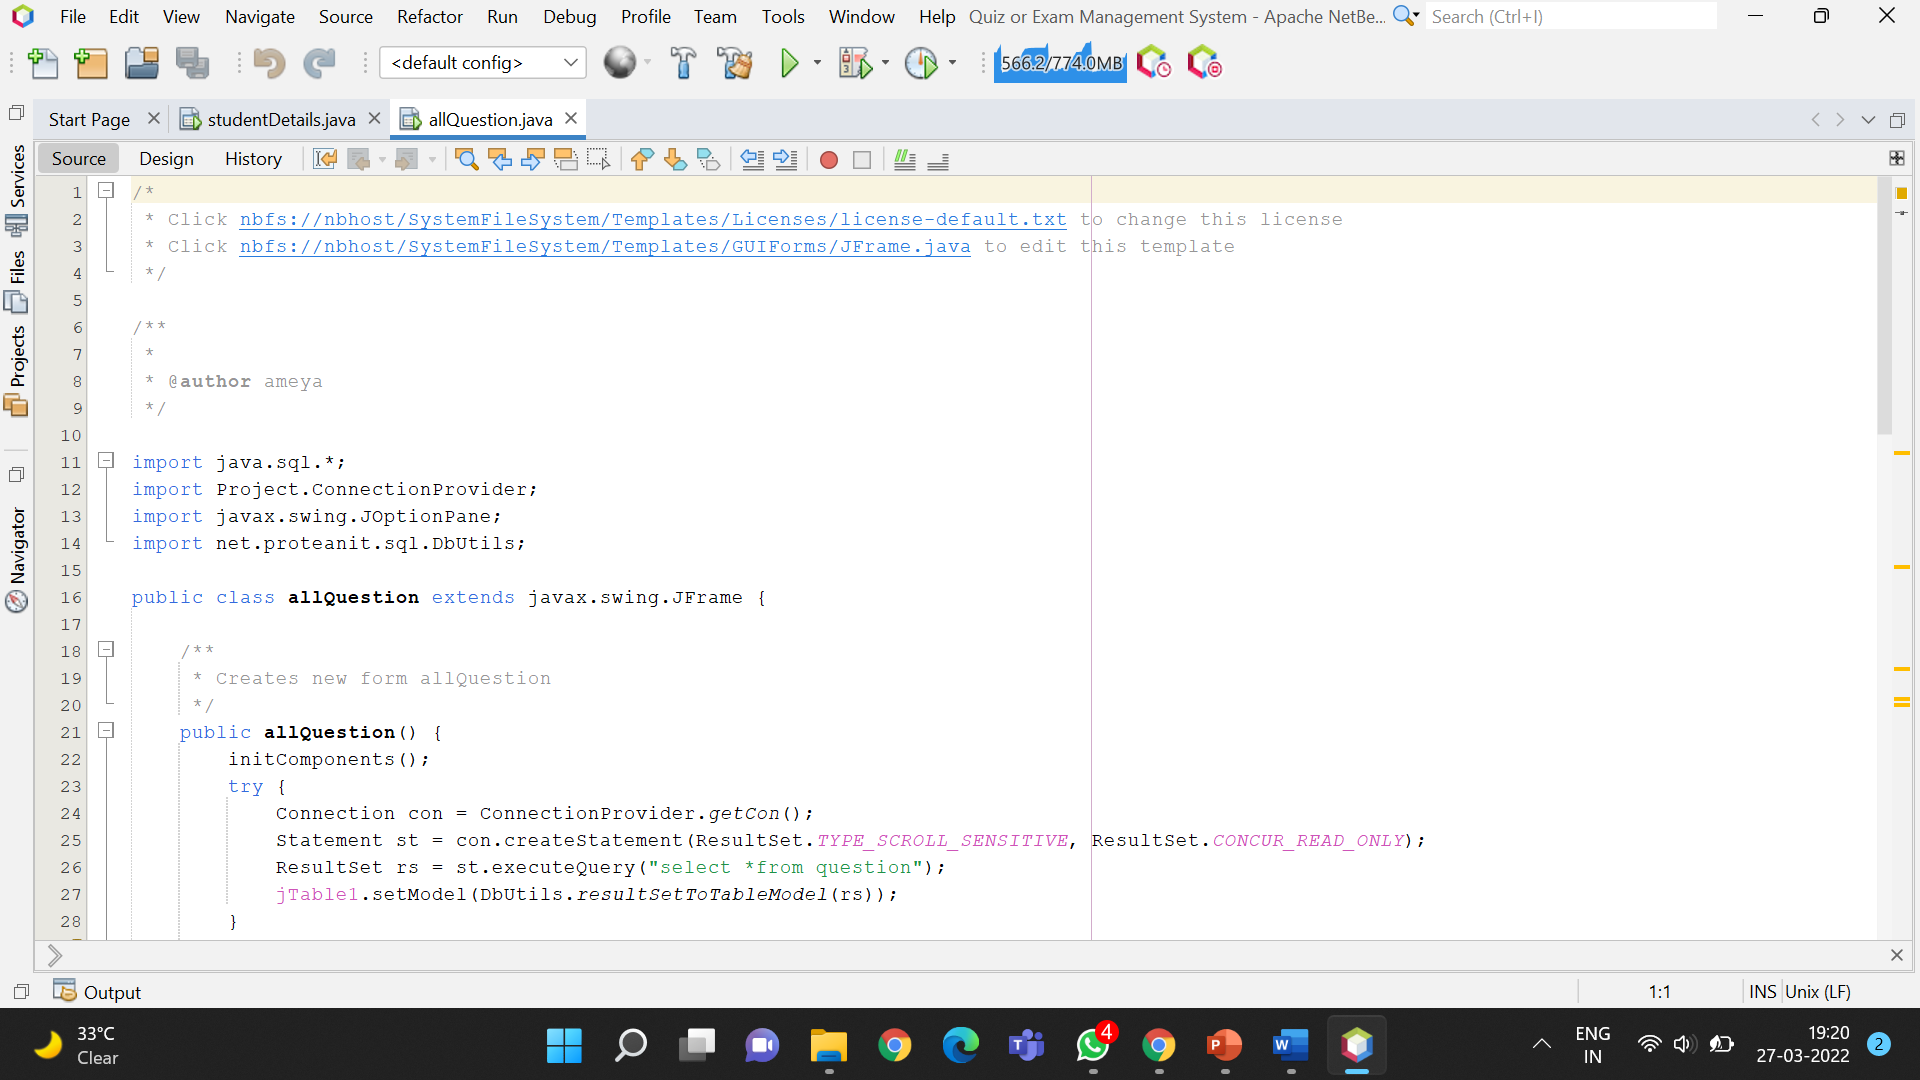 File Edit View Navigate Source Refactor Run Debug Profile Team Tools Window Help Quiz or Exam Management System - Apache NetBe... Search (Ctrl+I)
<default config> 566.2/774.0MB
Start Page studentDetails.java allQuestion.java
Source Design History
Services
Files
Projects
Navigator
1 /*
2 * Click nbfs://nbhost/SystemFileSystem/Templates/Licenses/license-default.txt to change this license
3 * Click nbfs://nbhost/SystemFileSystem/Templates/GUIForms/JFrame.java to edit this template
4 */
5
6 /**
7 *
8 * @author ameya
9 */
10
11 import java.sql.*;
12 import Project.ConnectionProvider;
13 import javax.swing.JOptionPane;
14 import net.proteanit.sql.DbUtils;
15
16 public class allQuestion extends javax.swing.JFrame {
17
18 /**
19 * Creates new form allQuestion
20 */
21 public allQuestion() {
22 initComponents();
23 try {
24 Connection con = ConnectionProvider.getCon();
25 Statement st = con.createStatement(ResultSet.TYPE_SCROLL_SENSITIVE, ResultSet.CONCUR_READ_ONLY);
26 ResultSet rs = st.executeQuery("select *from question");
27 jTable1.setModel(DbUtils.resultSetToTableModel(rs));
28 }
Output 1:1 INS Unix (LF)
33°C
Clear
4
ENG
IN
19:20
27-03-2022
2